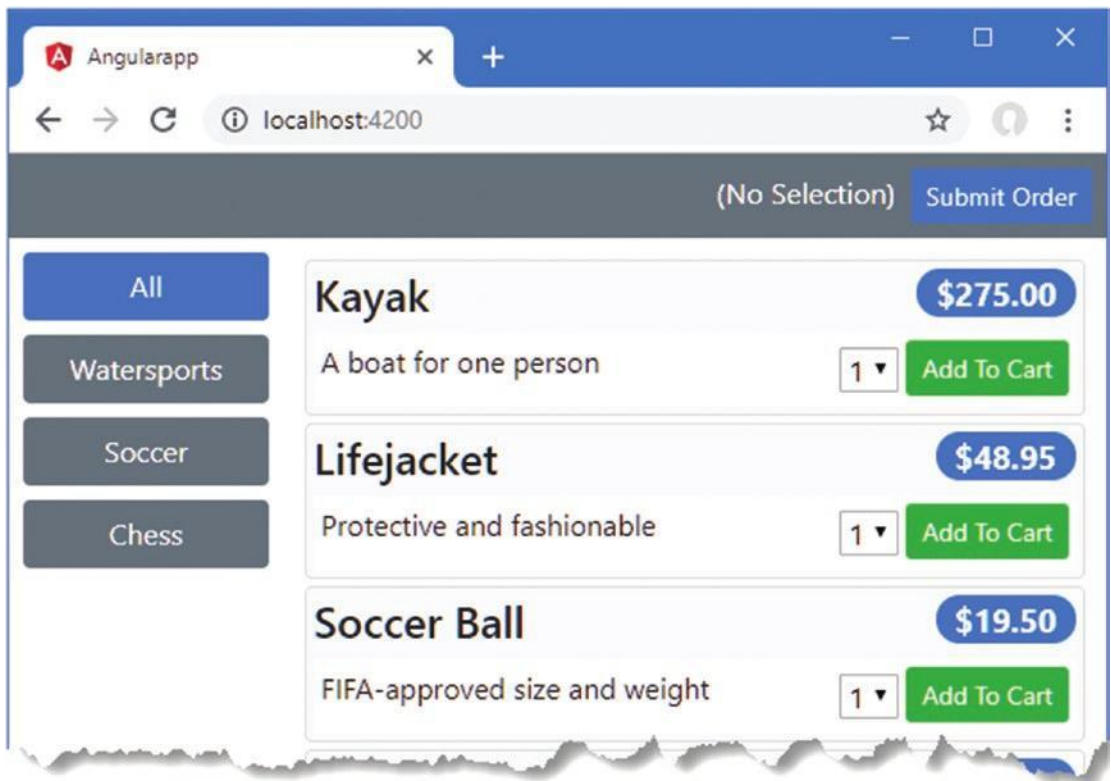 Angularapp
localhost:4200
(No Selection) Submit Order
All
Watersports
Soccer
Chess
Kayak $275.00
A boat for one person 1 Add To Cart
Lifejacket $48.95
Protective and fashionable 1 Add To Cart
Soccer Ball $19.50
FIFA-approved size and weight 1 Add To Cart